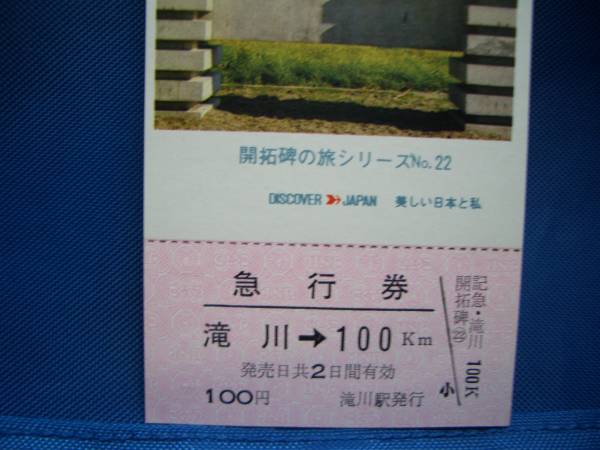 開拓碑の旅シリーズNo.22
DISCOVER JAPAN 美しい日本と私
急行券
滝川→100Km
発売日共2日間有効
100円 滝川駅発行
記急・滝川 100K
開拓碑(22)
小